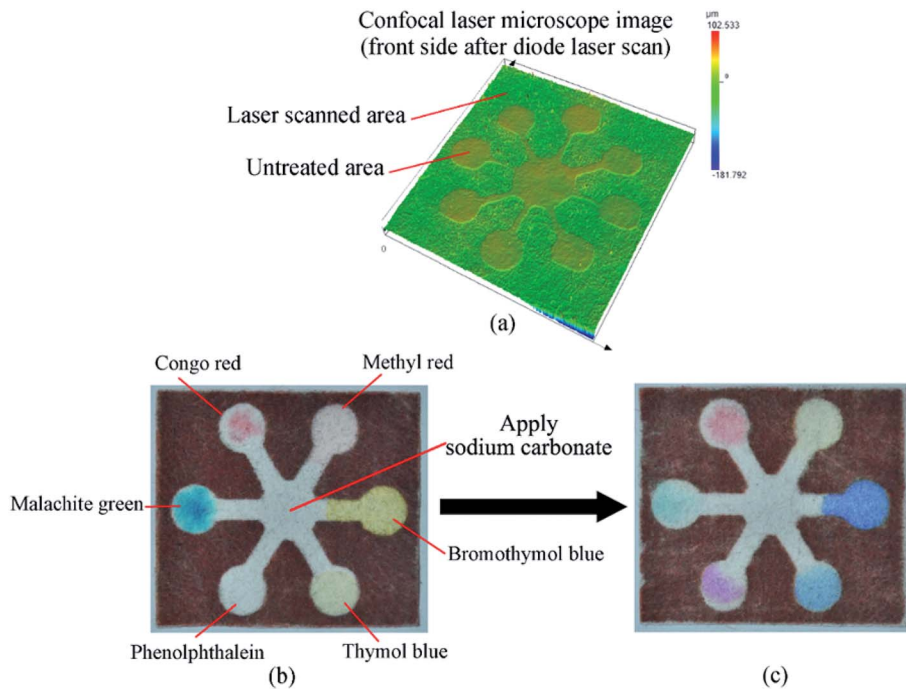 Confocal laser microscope image
(front side after diode laser scan)
µm
102.533
0
-181.792
Laser scanned area
Untreated area
0
(a)
Congo red
Methyl red
Apply
sodium carbonate
Malachite green
Bromothymol blue
Phenolphthalein
Thymol blue
(b)
(c)